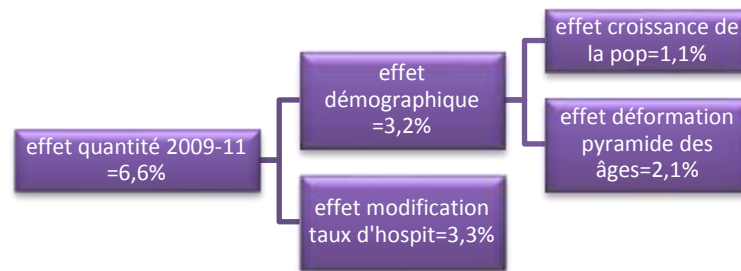 effet quantité 2009-11
=6,6%
effet
démographique
=3,2%
effet modification
taux d'hospit=3,3%
effet croissance de
la pop=1,1%
effet déformation
pyramide des
âges=2,1%